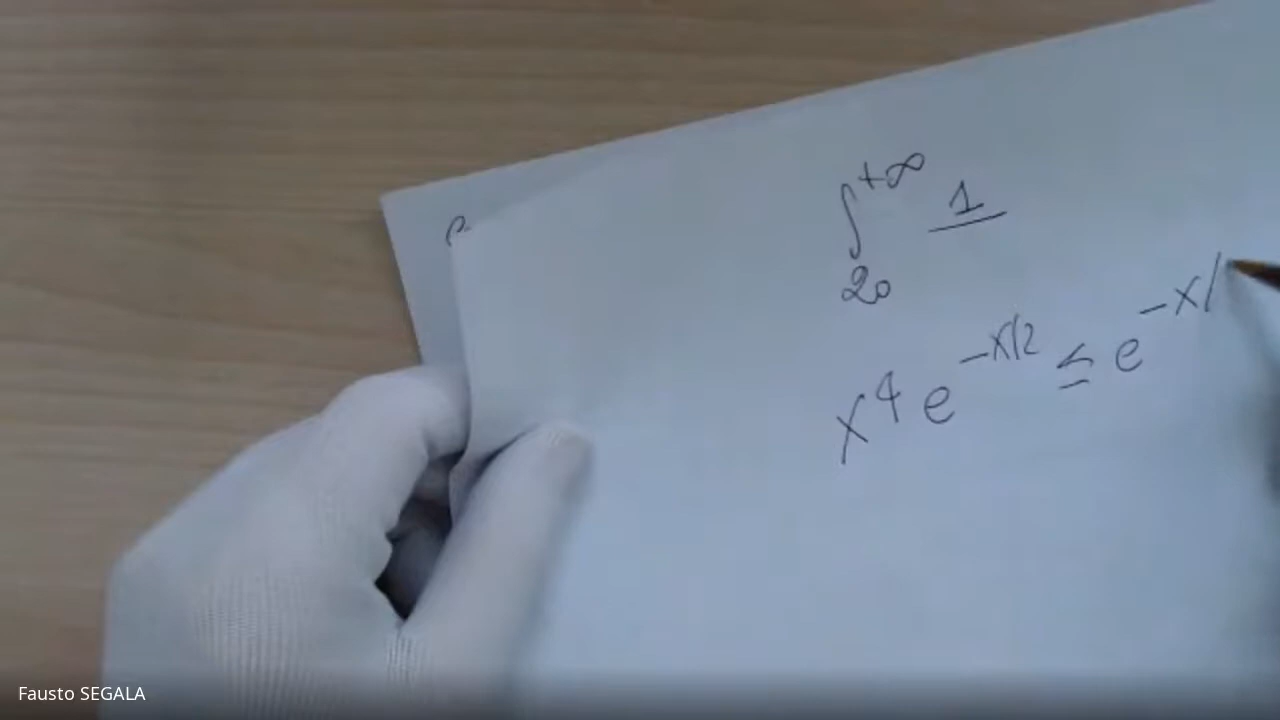 ∫₂₀^{+∞} 1
x⁴ e^{-x/2} ≤ e^{-x/
Fausto SEGALA